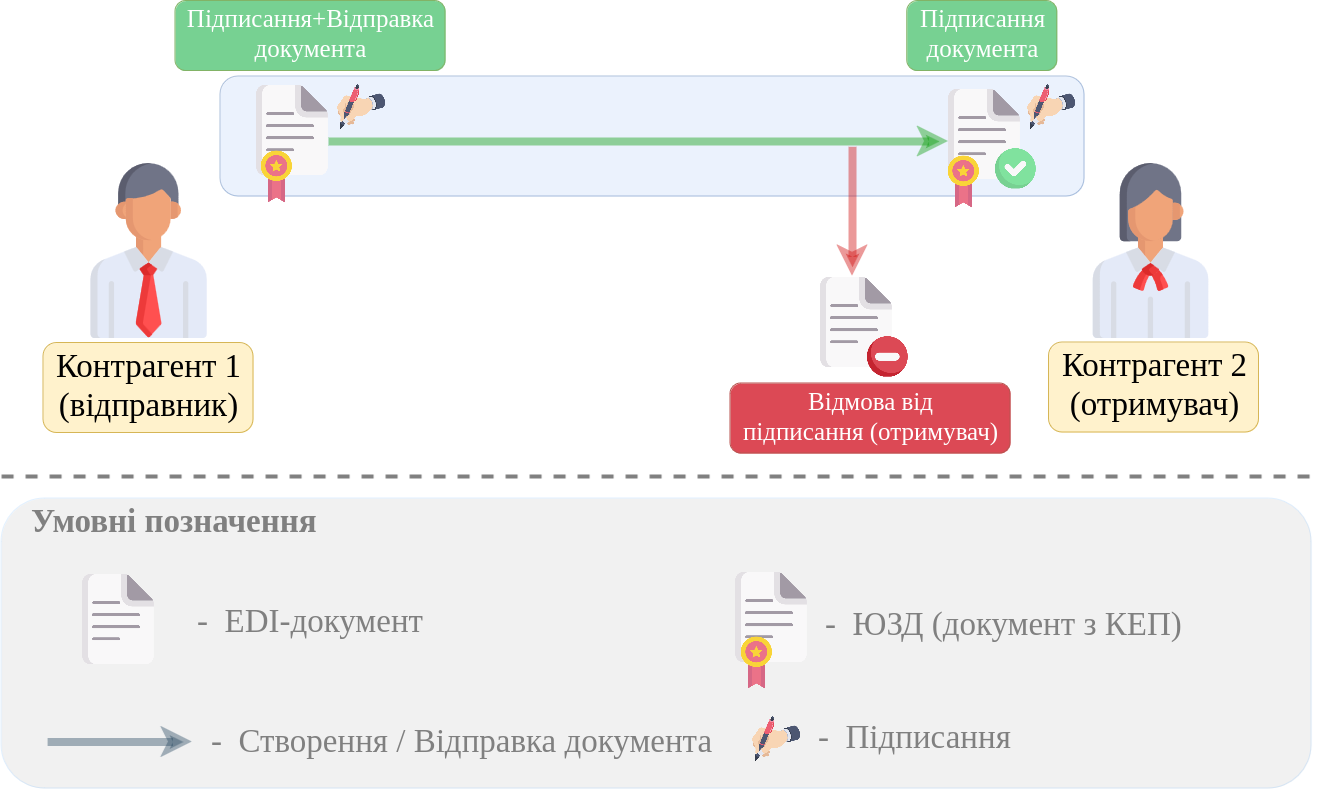 Підписання+Відправка
документа
Підписання
документа
Контрагент 1
(відправник)
Контрагент 2
(отримувач)
Відмова від
підписання (отримувач)
Умовні позначення
- EDI-документ
- ЮЗД (документ з КЕП)
- Створення / Відправка документа
- Підписання